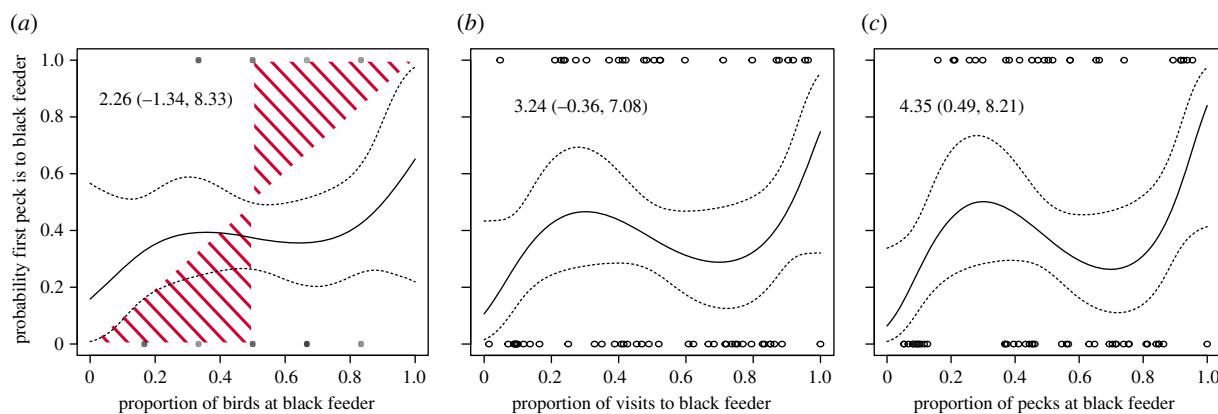 (a)
(b)
(c)
probability first peck is to black feeder
1.0
0.8
0.6
0.4
0.2
0
2.26 (–1.34, 8.33)
3.24 (–0.36, 7.08)
4.35 (0.49, 8.21)
0 0.2 0.4 0.6 0.8 1.0
0 0.2 0.4 0.6 0.8 1.0
0 0.2 0.4 0.6 0.8 1.0
proportion of birds at black feeder
proportion of visits to black feeder
proportion of pecks at black feeder